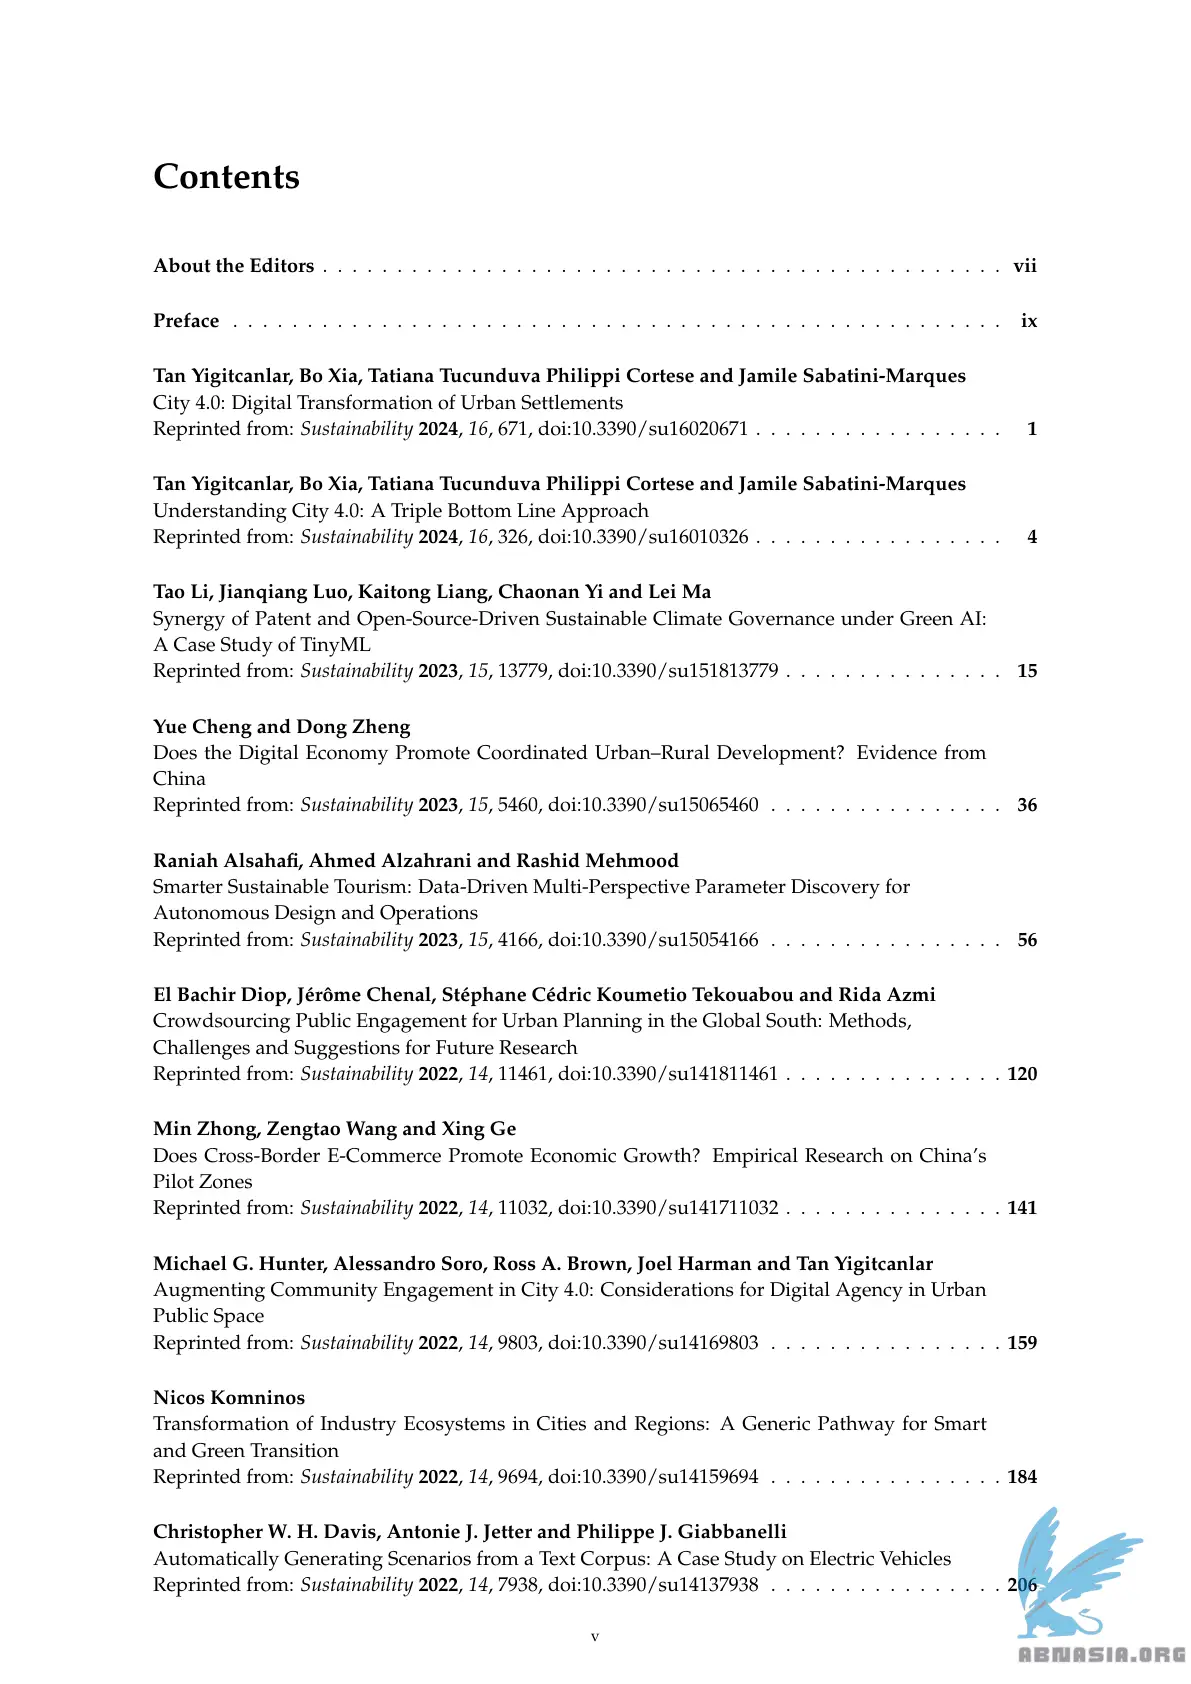 Contents
About the Editors . . . . . . . . . . . . . . . . . . . . . . . . . . . . . . . . . . . . . . . . . . . . . . vii
Preface . . . . . . . . . . . . . . . . . . . . . . . . . . . . . . . . . . . . . . . . . . . . . . . . . . . . ix
Tan Yigitcanlar, Bo Xia, Tatiana Tucunduva Philippi Cortese and Jamile Sabatini-Marques
City 4.0: Digital Transformation of Urban Settlements
Reprinted from: Sustainability 2024, 16, 671, doi:10.3390/su16020671 . . . . . . . . . . . . . . . . . 1
Tan Yigitcanlar, Bo Xia, Tatiana Tucunduva Philippi Cortese and Jamile Sabatini-Marques
Understanding City 4.0: A Triple Bottom Line Approach
Reprinted from: Sustainability 2024, 16, 326, doi:10.3390/su16010326 . . . . . . . . . . . . . . . . . 4
Tao Li, Jianqiang Luo, Kaitong Liang, Chaonan Yi and Lei Ma
Synergy of Patent and Open-Source-Driven Sustainable Climate Governance under Green AI:
A Case Study of TinyML
Reprinted from: Sustainability 2023, 15, 13779, doi:10.3390/su151813779 . . . . . . . . . . . . . . . 15
Yue Cheng and Dong Zheng
Does the Digital Economy Promote Coordinated Urban–Rural Development? Evidence from
China
Reprinted from: Sustainability 2023, 15, 5460, doi:10.3390/su15065460 . . . . . . . . . . . . . . . . 36
Raniah Alsahafi, Ahmed Alzahrani and Rashid Mehmood
Smarter Sustainable Tourism: Data-Driven Multi-Perspective Parameter Discovery for
Autonomous Design and Operations
Reprinted from: Sustainability 2023, 15, 4166, doi:10.3390/su15054166 . . . . . . . . . . . . . . . . 56
El Bachir Diop, Jérôme Chenal, Stéphane Cédric Koumetio Tekouabou and Rida Azmi
Crowdsourcing Public Engagement for Urban Planning in the Global South: Methods,
Challenges and Suggestions for Future Research
Reprinted from: Sustainability 2022, 14, 11461, doi:10.3390/su141811461 . . . . . . . . . . . . . . . 120
Min Zhong, Zengtao Wang and Xing Ge
Does Cross-Border E-Commerce Promote Economic Growth? Empirical Research on China's
Pilot Zones
Reprinted from: Sustainability 2022, 14, 11032, doi:10.3390/su141711032 . . . . . . . . . . . . . . . 141
Michael G. Hunter, Alessandro Soro, Ross A. Brown, Joel Harman and Tan Yigitcanlar
Augmenting Community Engagement in City 4.0: Considerations for Digital Agency in Urban
Public Space
Reprinted from: Sustainability 2022, 14, 9803, doi:10.3390/su14169803 . . . . . . . . . . . . . . . . 159
Nicos Komninos
Transformation of Industry Ecosystems in Cities and Regions: A Generic Pathway for Smart
and Green Transition
Reprinted from: Sustainability 2022, 14, 9694, doi:10.3390/su14159694 . . . . . . . . . . . . . . . . 184
Christopher W. H. Davis, Antonie J. Jetter and Philippe J. Giabbanelli
Automatically Generating Scenarios from a Text Corpus: A Case Study on Electric Vehicles
Reprinted from: Sustainability 2022, 14, 7938, doi:10.3390/su14137938 . . . . . . . . . . . . . . . . 206
v
ABNASIA.ORG